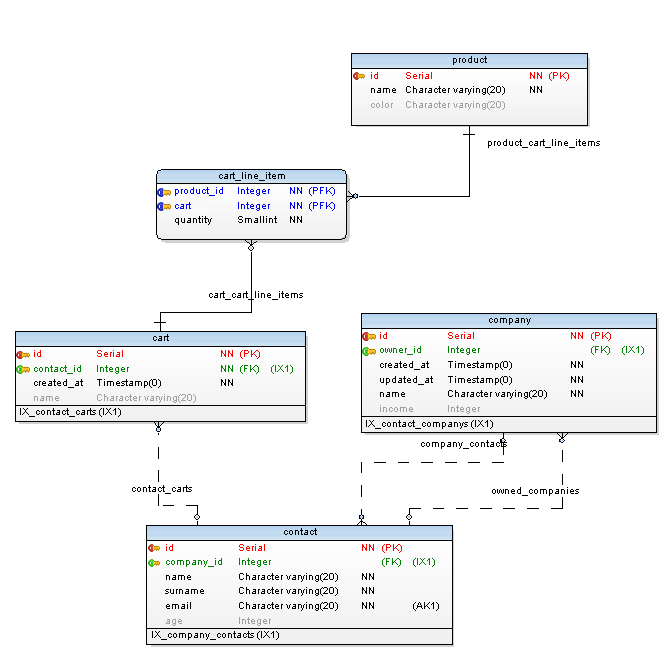 product
id Serial NN (PK)
name Character varying(20) NN
color Character varying(20)
product_cart_line_items
cart_line_item
product_id Integer NN (PFK)
cart Integer NN (PFK)
quantity Smallint NN
cart_cart_line_items
cart
id Serial NN (PK)
contact_id Integer NN (FK) (IX1)
created_at Timestamp(0) NN
name Character varying(20)
IX_contact_carts (IX1)
company
id Serial NN (PK)
owner_id Integer (FK) (IX1)
created_at Timestamp(0) NN
updated_at Timestamp(0) NN
name Character varying(20) NN
income Integer
IX_contact_companys (IX1)
company_contacts
contact_carts
owned_companies
contact
id Serial NN (PK)
company_id Integer (FK) (IX1)
name Character varying(20) NN
surname Character varying(20) NN
email Character varying(20) NN (AK1)
age Integer
IX_company_contacts (IX1)